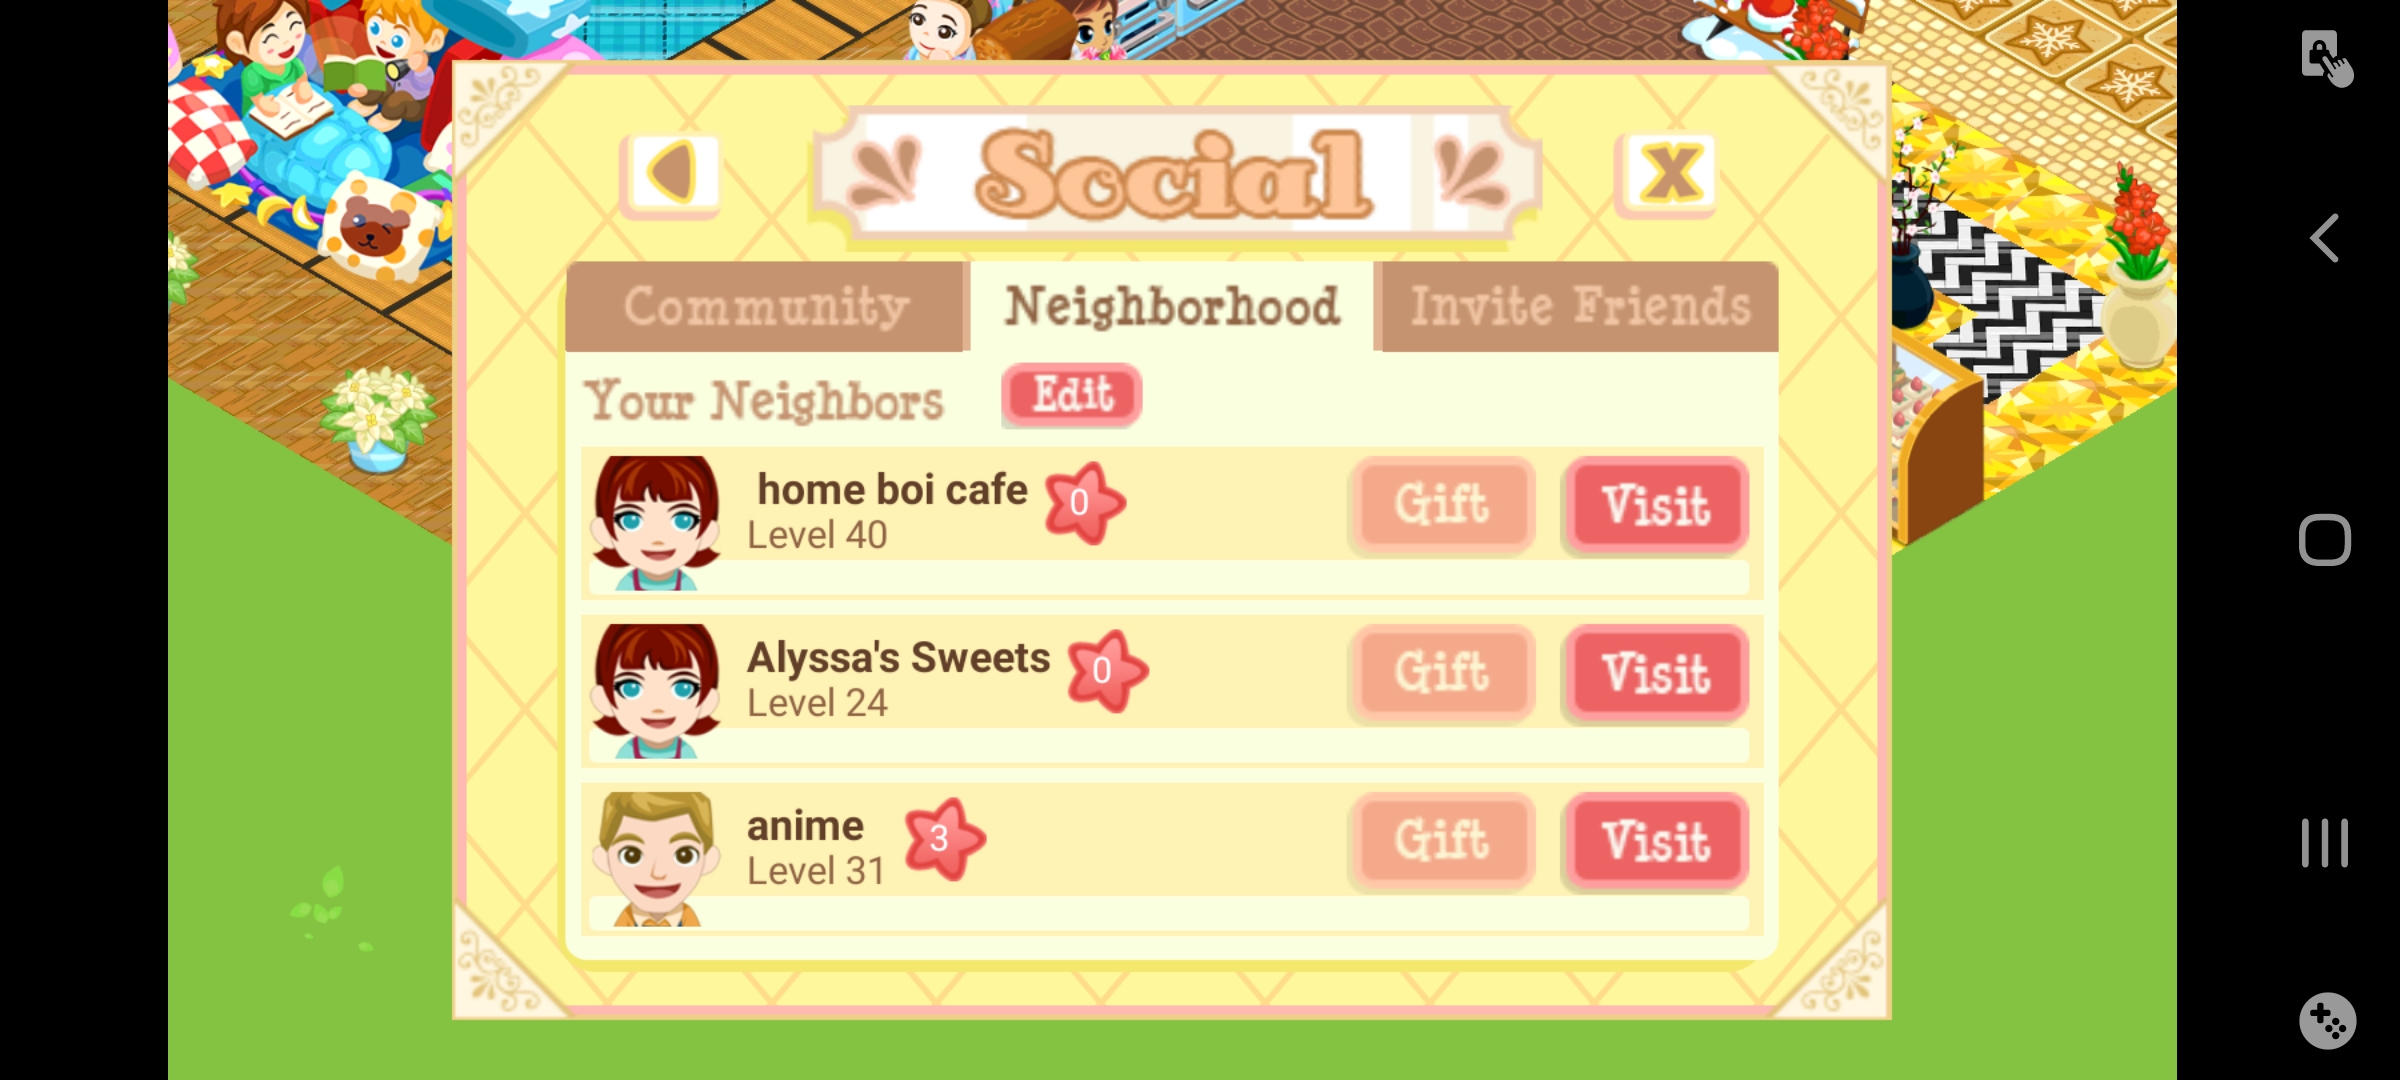 Social
Community Neighborhood Invite Friends
Your Neighbors Edit
home boi cafe 0 Gift Visit
Level 40
Alyssa's Sweets 0 Gift Visit
Level 24
anime 3 Gift Visit
Level 31